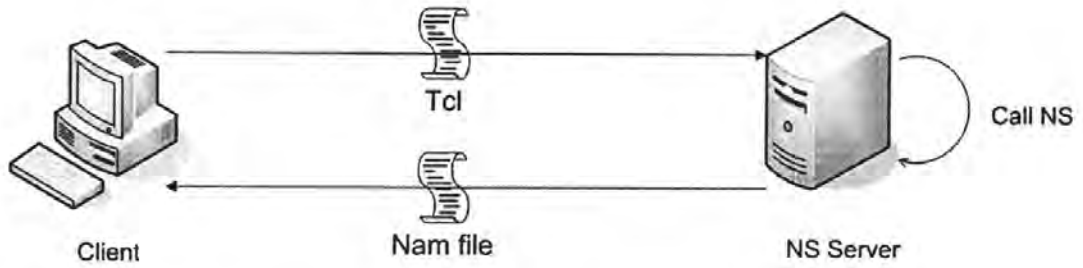 Tcl
Call NS
Nam file
Client
NS Server